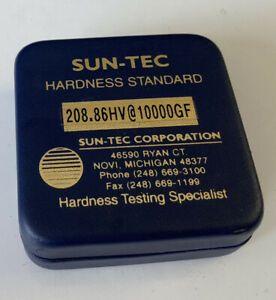 SUN-TEC
HARDNESS STANDARD
208.86HV@10000GF
SUN-TEC CORPORATION
46590 RYAN CT.
NOVI, MICHIGAN 48377
Phone (248) 669-3100
Fax (248) 669-1199
Hardness Testing Specialist